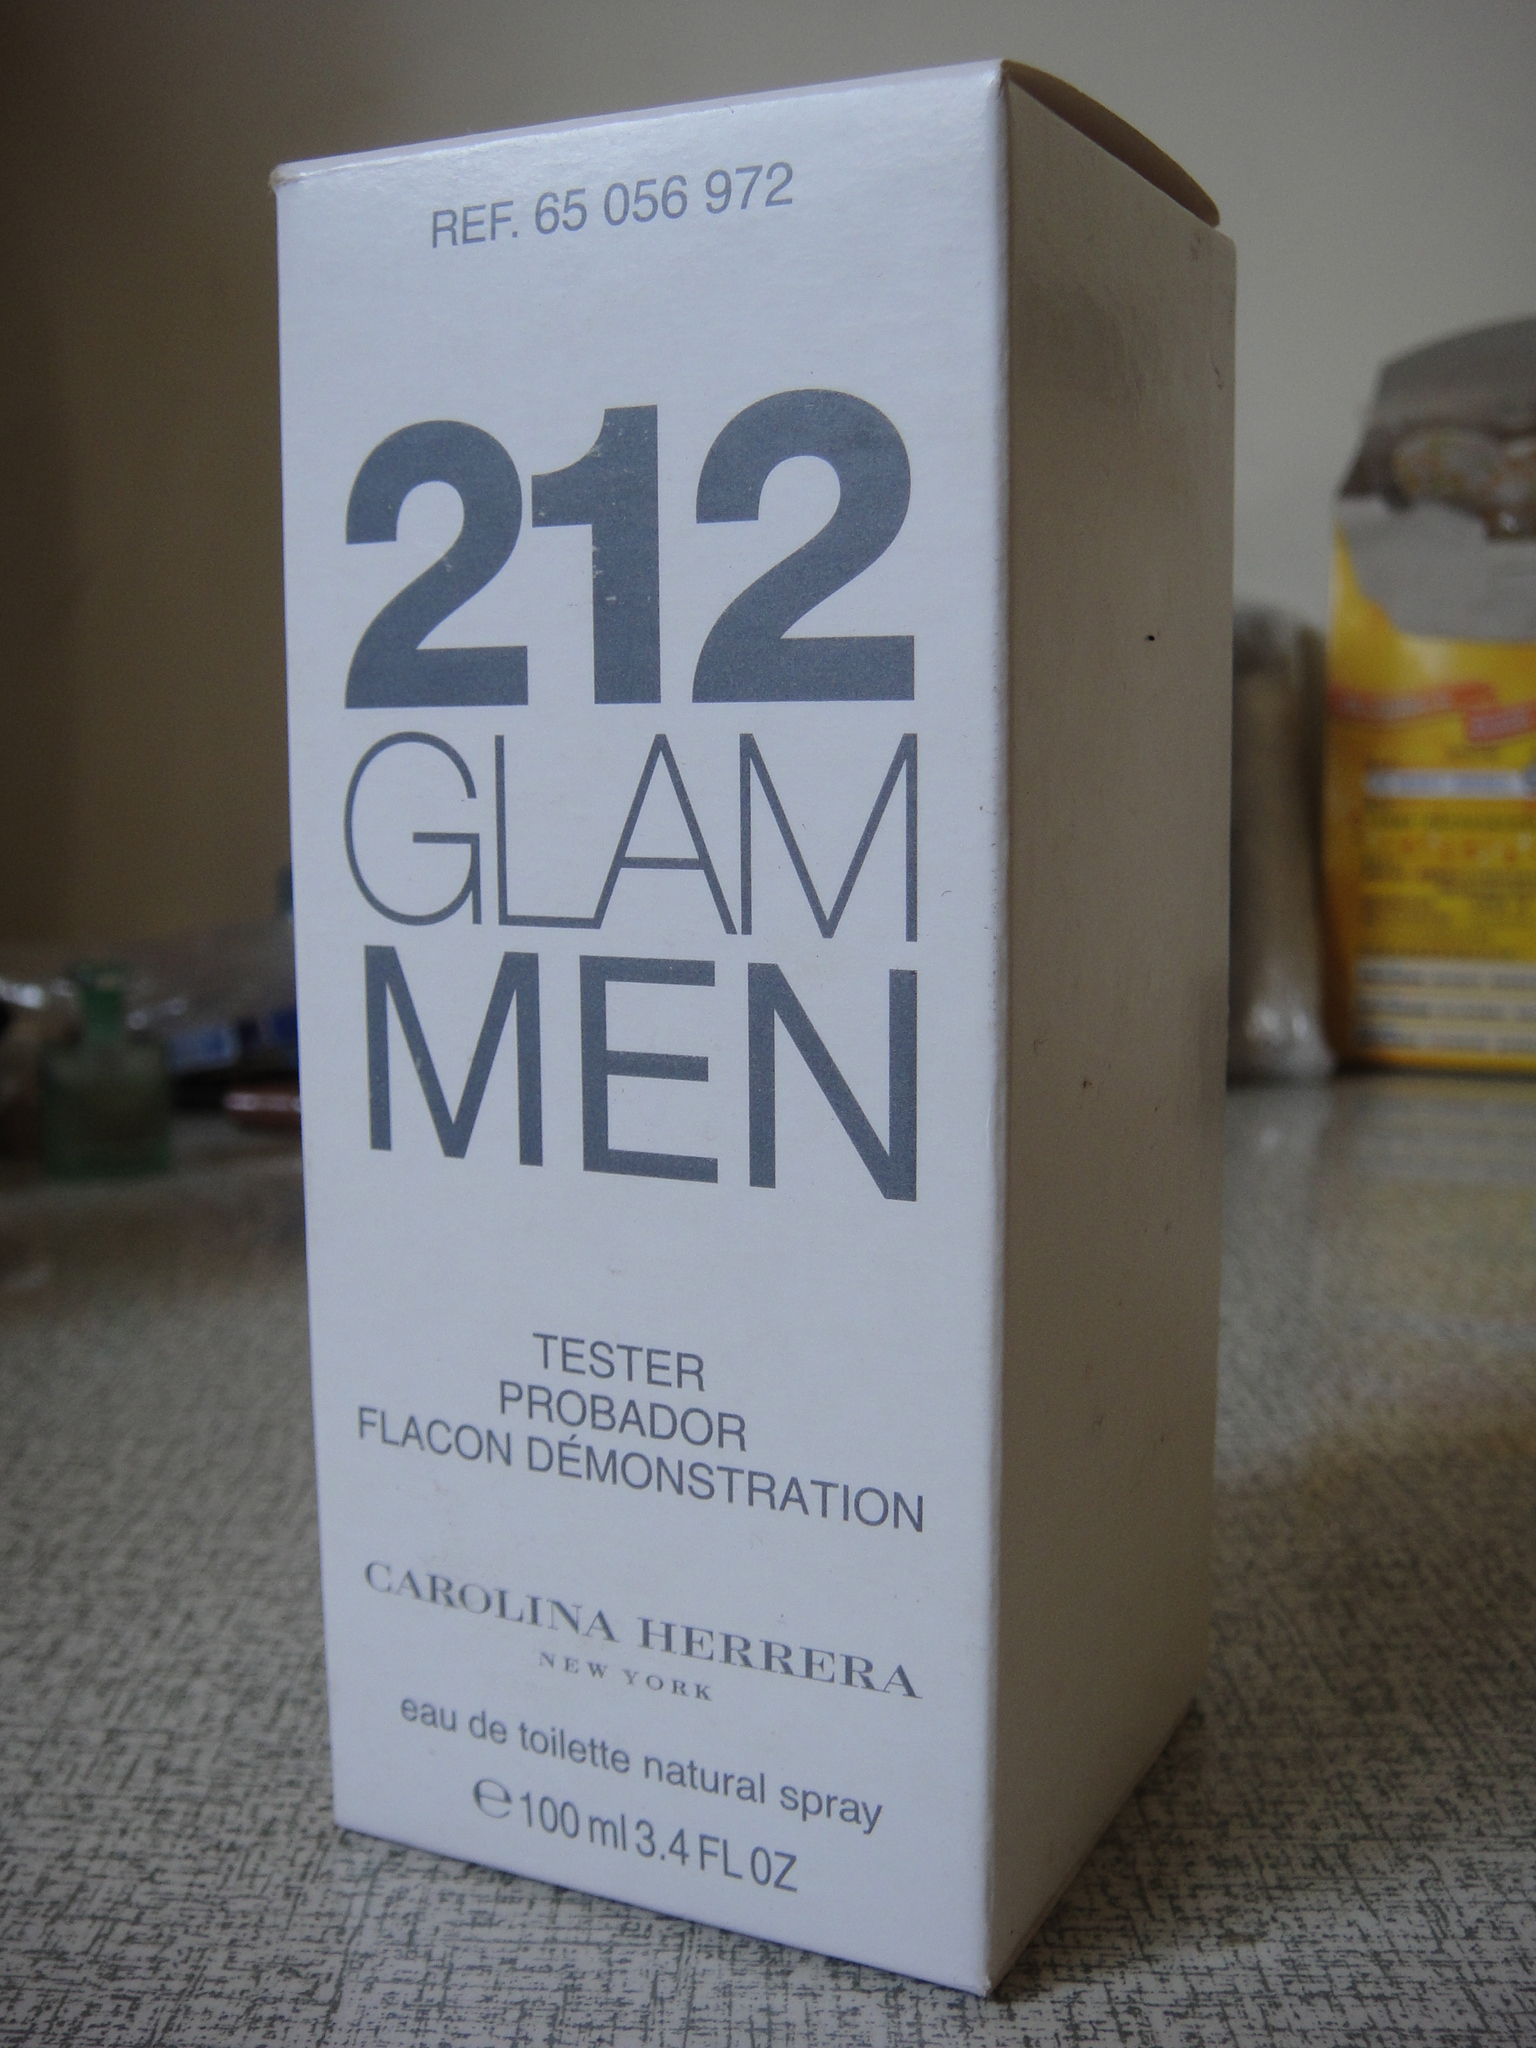 REF. 65 056 972
212
GLAM
MEN
TESTER
PROBADOR
FLACON DÉMONSTRATION
CAROLINA HERRERA
NEW YORK
eau de toilette natural spray
℮100 ml 3.4 FL OZ